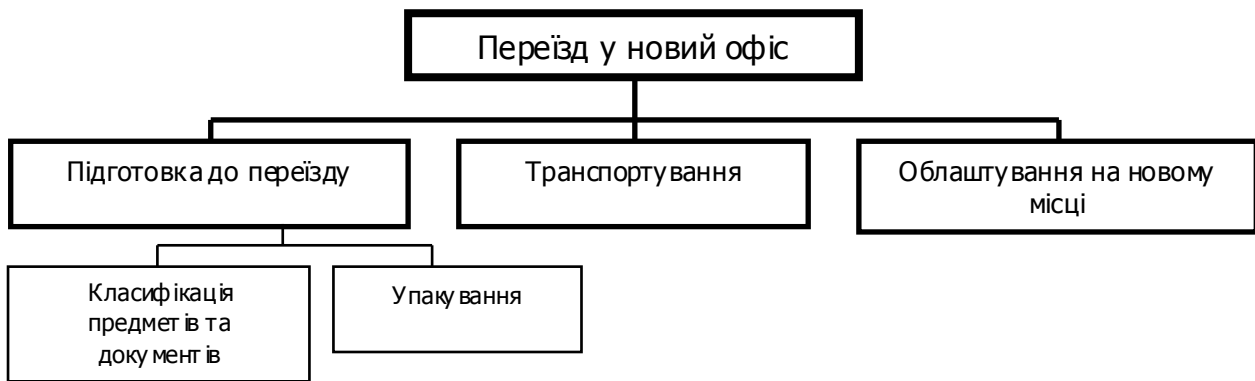 Переїзд у новий офіс
Підготовка до переїзду
Транспортування
Облаштування на новому
місці
Класифікація
предметів та
документів
Упакування